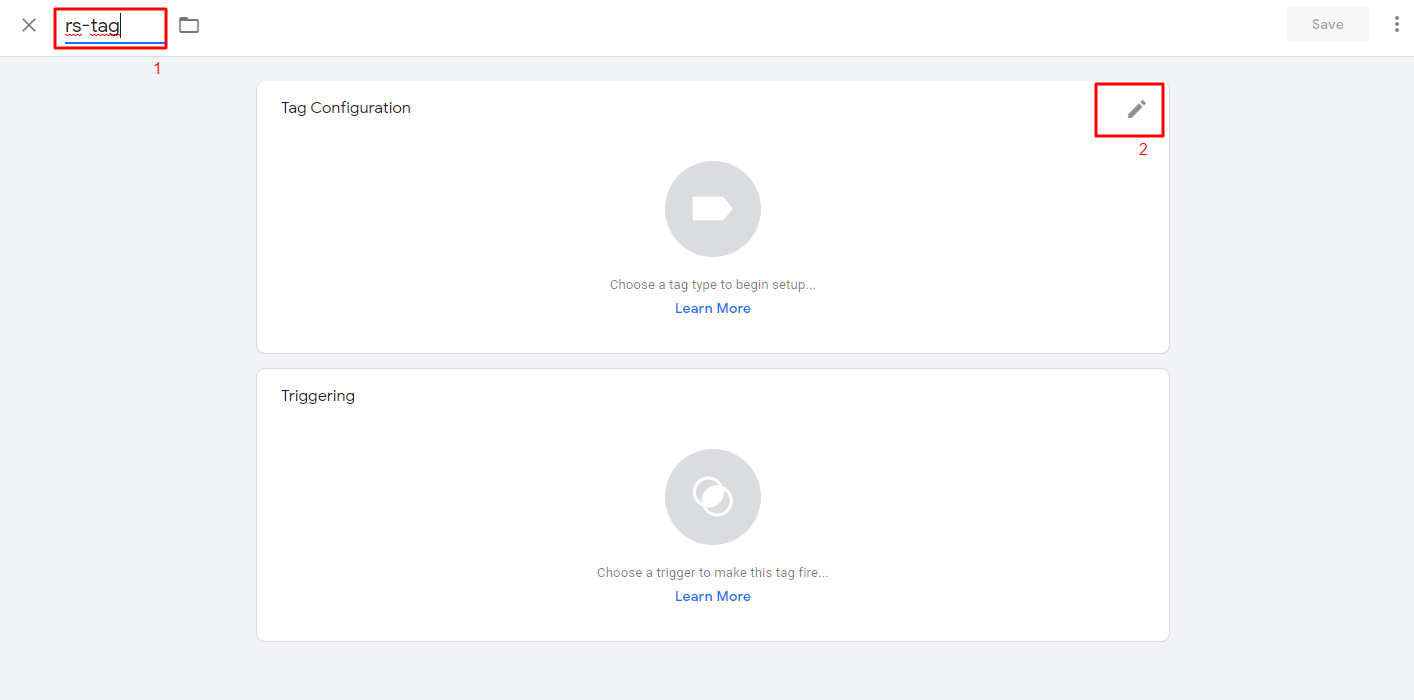 rs-tag
Save
1
Tag Configuration
2
Choose a tag type to begin setup...
Learn More
Triggering
Choose a trigger to make this tag fire...
Learn More